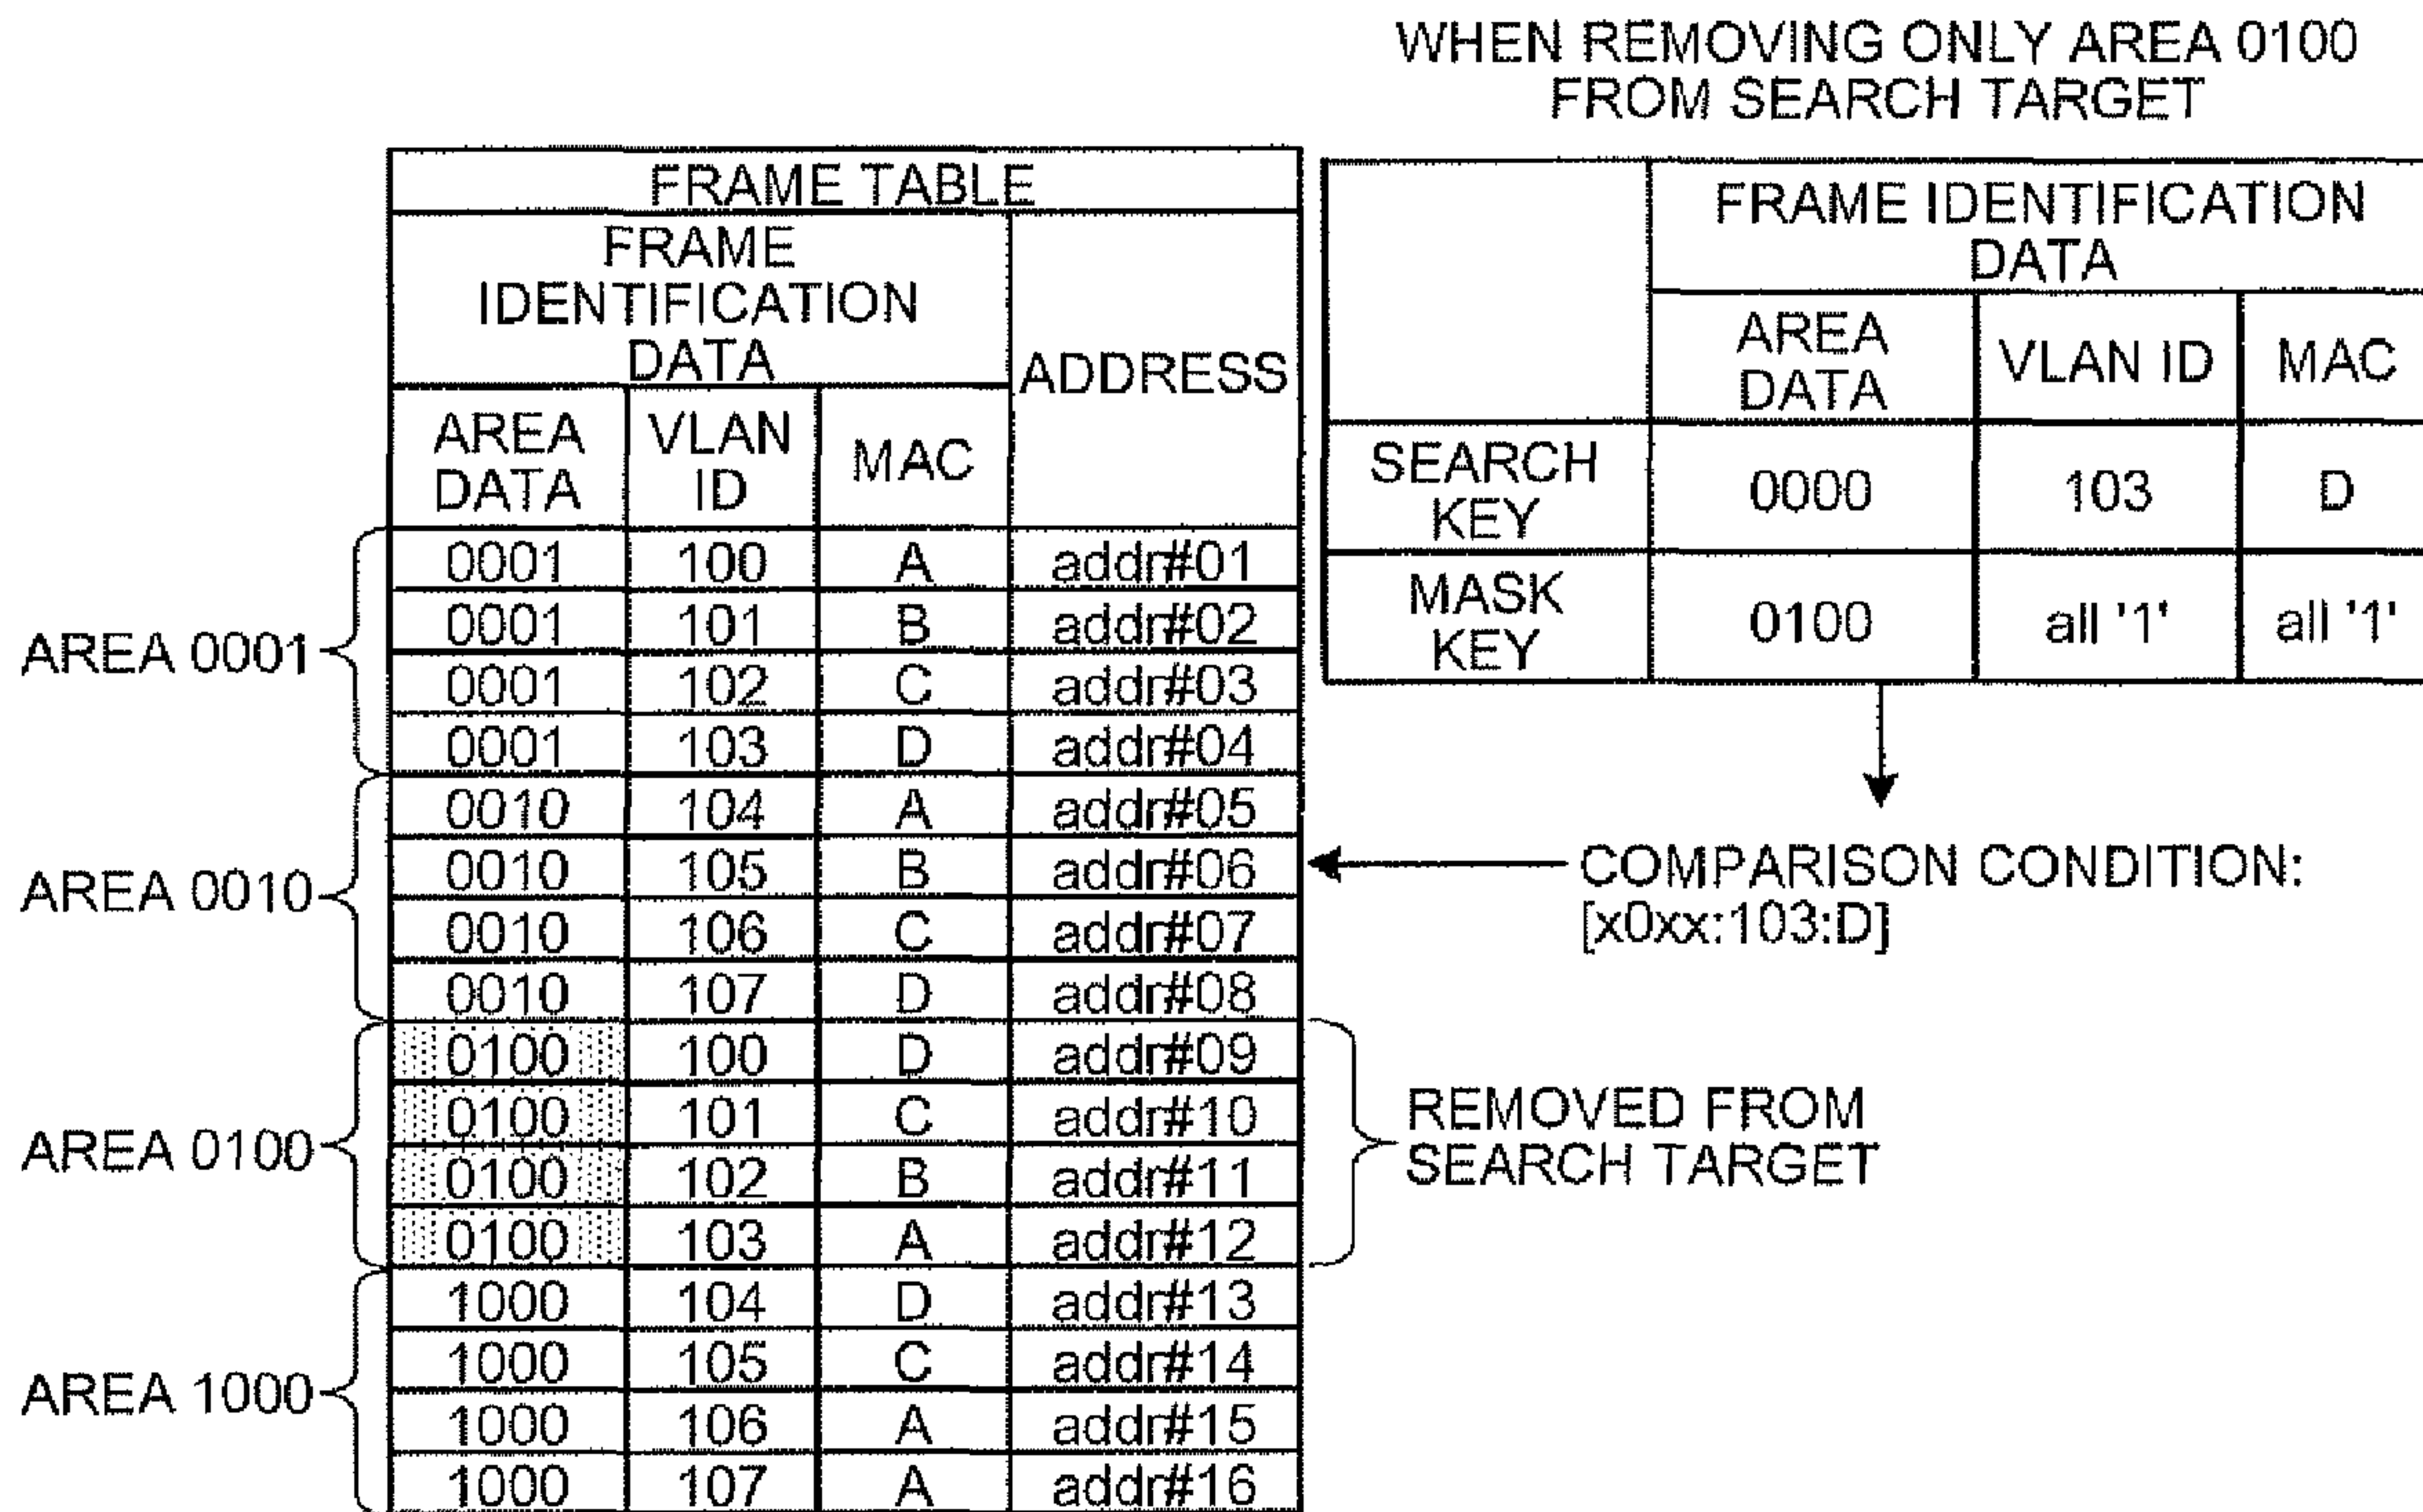 WHEN REMOVING ONLY AREA 0100
FROM SEARCH TARGET
FRAME TABLE
FRAME
IDENTIFICATION
DATA
ADDRESS
AREA
DATA
VLAN
ID
MAC
0001 100 A addr#01
0001 101 B addr#02
0001 102 C addr#03
0001 103 D addr#04
0010 104 A addr#05
0010 105 B addr#06
0010 106 C addr#07
0010 107 D addr#08
0100 100 D addr#09
0100 101 C addr#10
0100 102 B addr#11
0100 103 A addr#12
1000 104 D addr#13
1000 105 C addr#14
1000 106 A addr#15
1000 107 A addr#16
AREA 0001
AREA 0010
AREA 0100
AREA 1000
FRAME IDENTIFICATION
DATA
AREA
DATA
VLAN ID
MAC
SEARCH
KEY
0000 103 D
MASK
KEY
0100 all '1' all '1'
COMPARISON CONDITION:
[x0xx:103:D]
REMOVED FROM
SEARCH TARGET